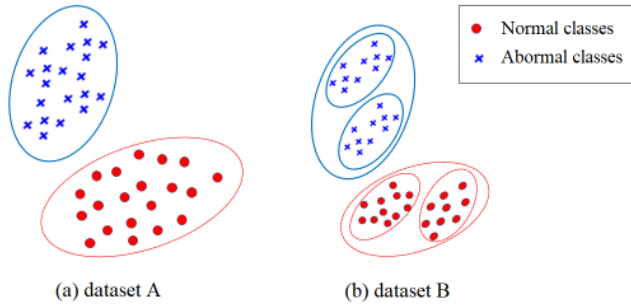 Normal classes
Abormal classes
(a) dataset A
(b) dataset B